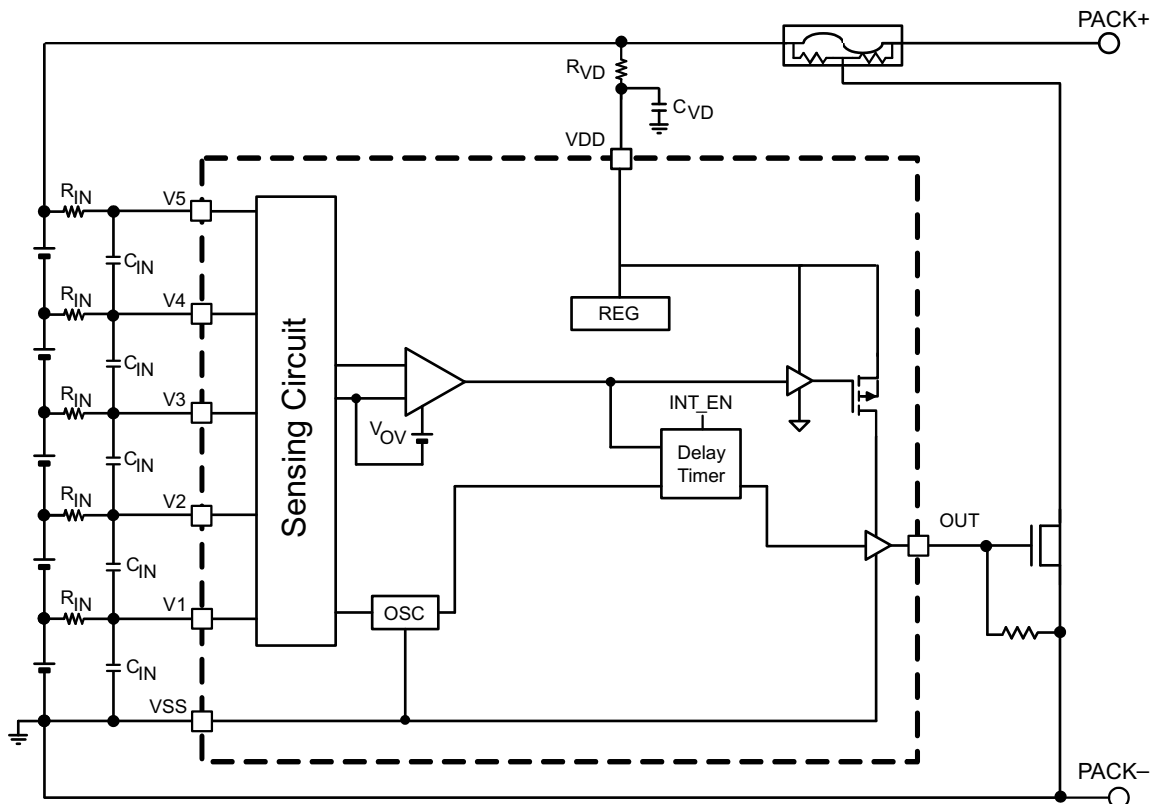 PACK+
RVD
CVD
VDD
RIN
V5
CIN
RIN
V4
REG
CIN
RIN
V3
Sensing Circuit
VOV
INT_EN
Delay
Timer
CIN
RIN
V2
OUT
CIN
RIN
V1
OSC
CIN
VSS
PACK–